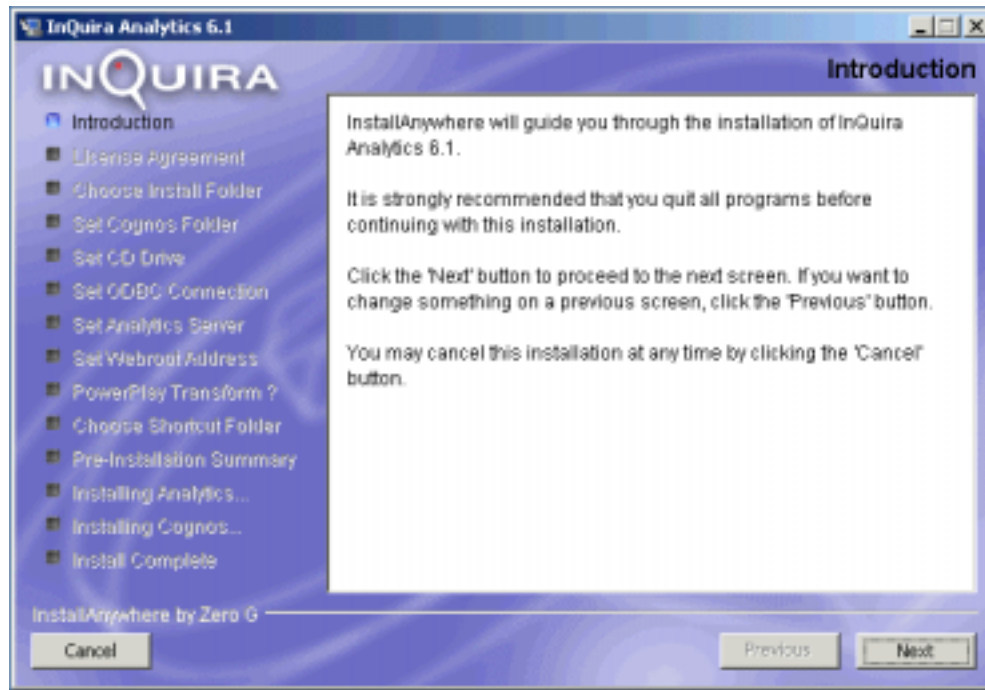 InQuira Analytics 6.1
INQUIRA
Introduction
Introduction
License Agreement
Choose Install Folder
Set Cognos Folder
Set CD Drive
Set ODBC Connection
Set Analytics Server
Set Webroot Address
PowerPlay Transform ?
Choose Shortcut Folder
Pre-Installation Summary
Installing Analytics...
Installing Cognos...
Install Complete
InstallAnywhere will guide you through the installation of InQuira
Analytics 6.1.
It is strongly recommended that you quit all programs before
continuing with this installation.
Click the 'Next' button to proceed to the next screen. If you want to
change something on a previous screen, click the 'Previous' button.
You may cancel this installation at any time by clicking the 'Cancel'
button.
InstallAnywhere by Zero G
Cancel
Previous
Next